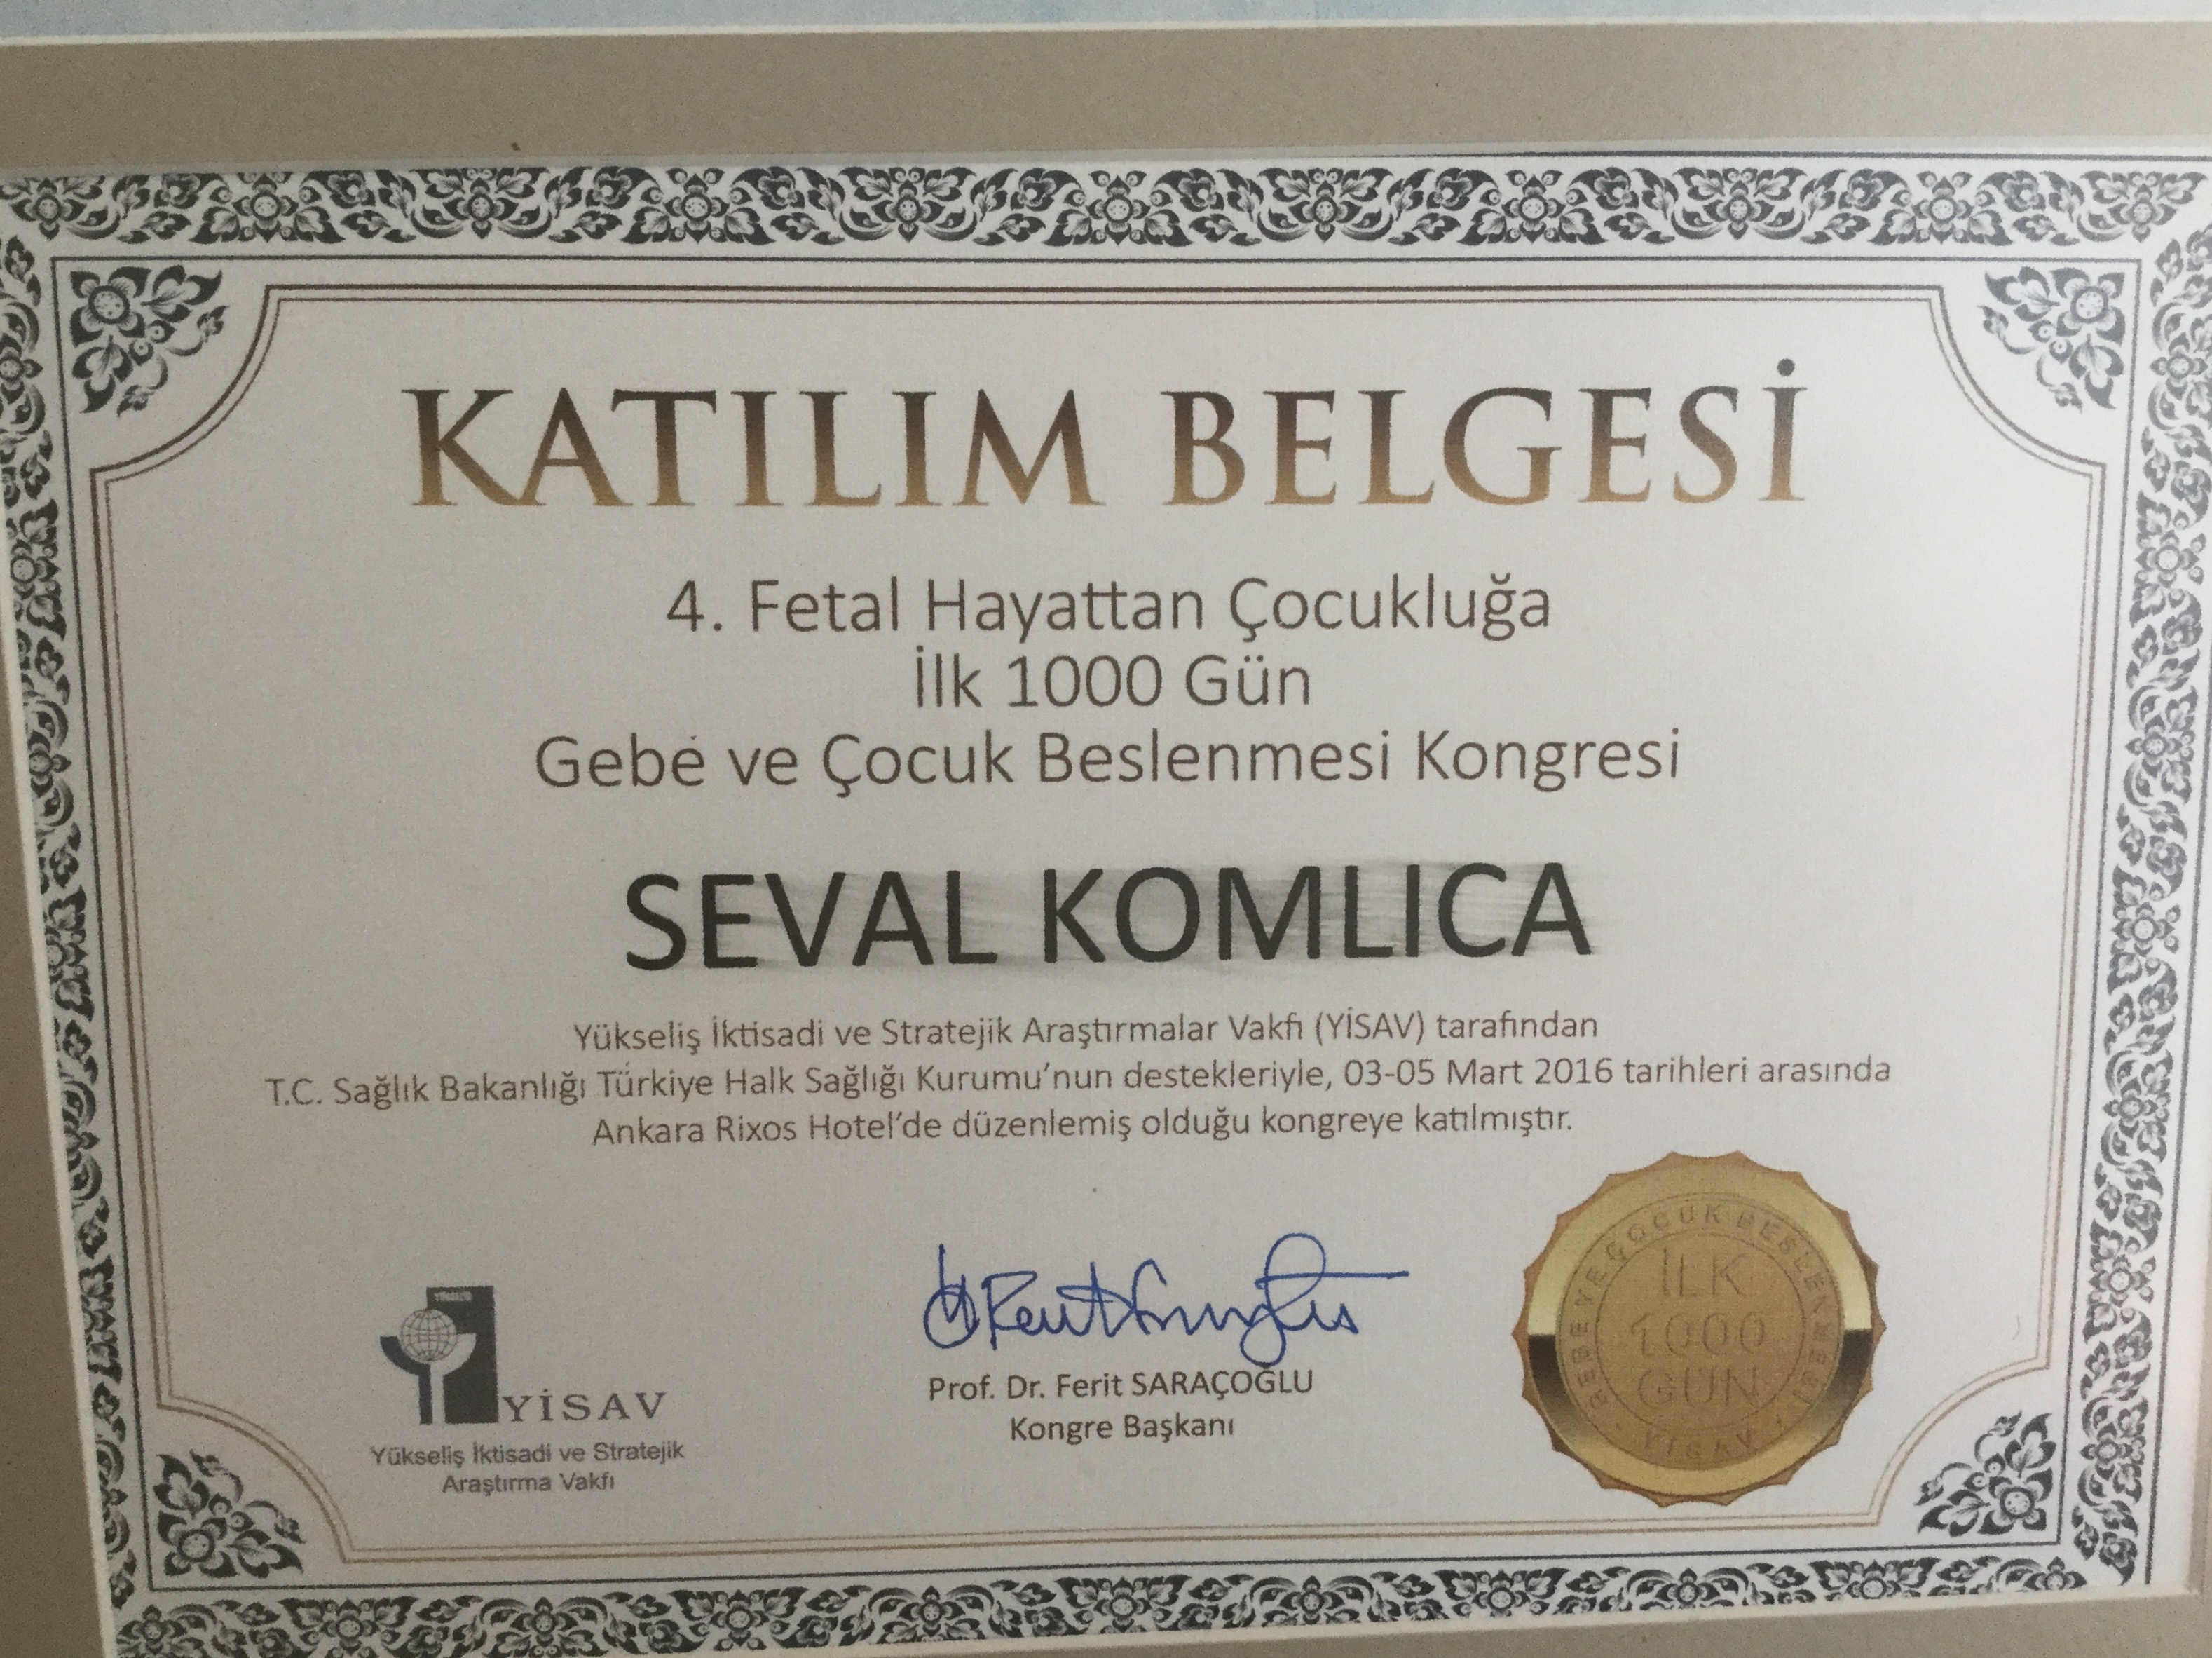 KATILIM BELGESİ
4. Fetal Hayattan Çocukluğa
İlk 1000 Gün
Gebe ve Çocuk Beslenmesi Kongresi
SEVAL KOMLICA
Yükseliş İktisadi ve Stratejik Araştırmalar Vakfı (YİSAV) tarafından
T.C. Sağlık Bakanlığı Türkiye Halk Sağlığı Kurumu'nun destekleriyle, 03-05 Mart 2016 tarihleri arasında
Ankara Rixos Hotel'de düzenlemiş olduğu kongreye katılmıştır.
Prof. Dr. Ferit SARAÇOĞLU
Kongre Başkanı
YİSAV
Yükseliş İktisadi ve Stratejik
Araştırma Vakfı
VE ÇOCUK BESLENMESİ
İLK
1000
GÜN
YİSAV